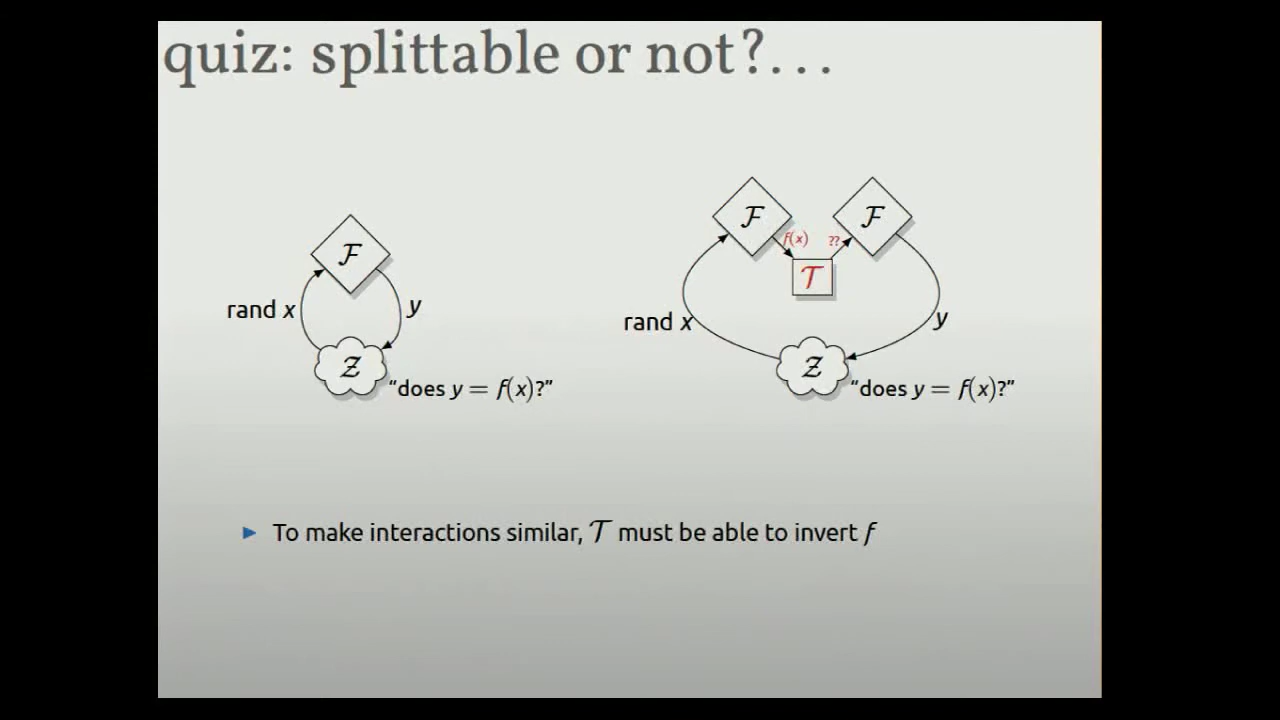 quiz: splittable or not?...
F
F
F
f(x)
??
T
rand x
y
rand x
y
Z
Z
"does y = f(x)?"
"does y = f(x)?"
► To make interactions similar, T must be able to invert f